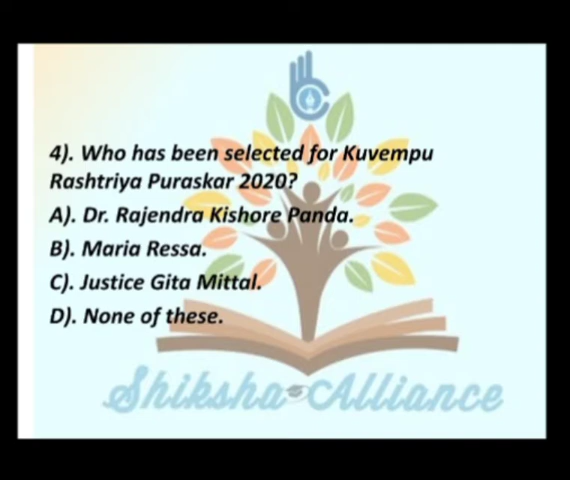 4). Who has been selected for Kuvempu
Rashtriya Puraskar 2020?
A). Dr. Rajendra Kishore Panda.
B). Maria Ressa.
C). Justice Gita Mittal.
D). None of these.
Shiksha Alliance